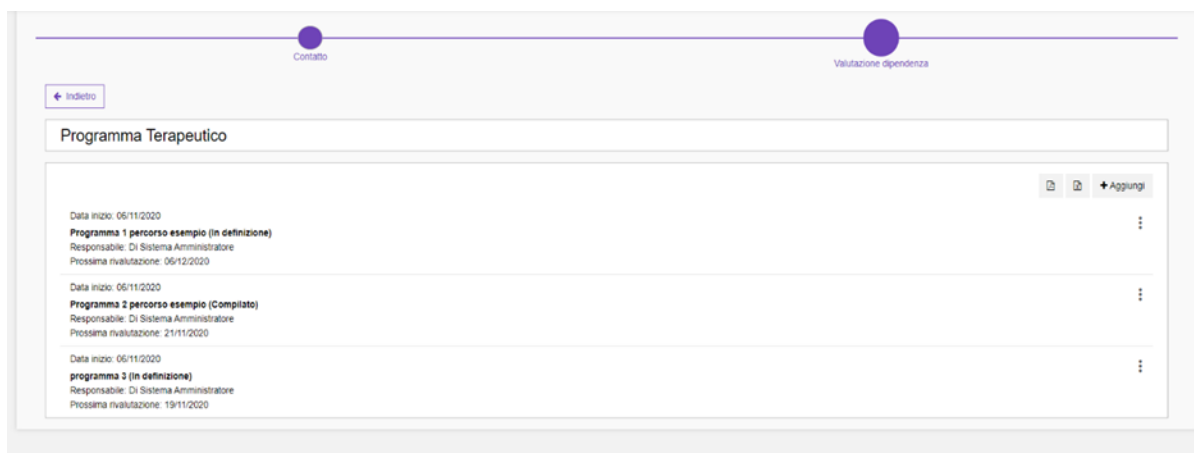 Contatto
Valutazione dipendenza
Indietro
Programma Terapeutico
Aggiungi
Data inizio: 06/11/2020
Programma 1 percorso esempio (In definizione)
Responsabile: Di Sistema Amministratore
Prossima rivalutazione: 06/12/2020
Data inizio: 06/11/2020
Programma 2 percorso esempio (Compilato)
Responsabile: Di Sistema Amministratore
Prossima rivalutazione: 21/11/2020
Data inizio: 06/11/2020
programma 3 (In definizione)
Responsabile: Di Sistema Amministratore
Prossima rivalutazione: 19/11/2020